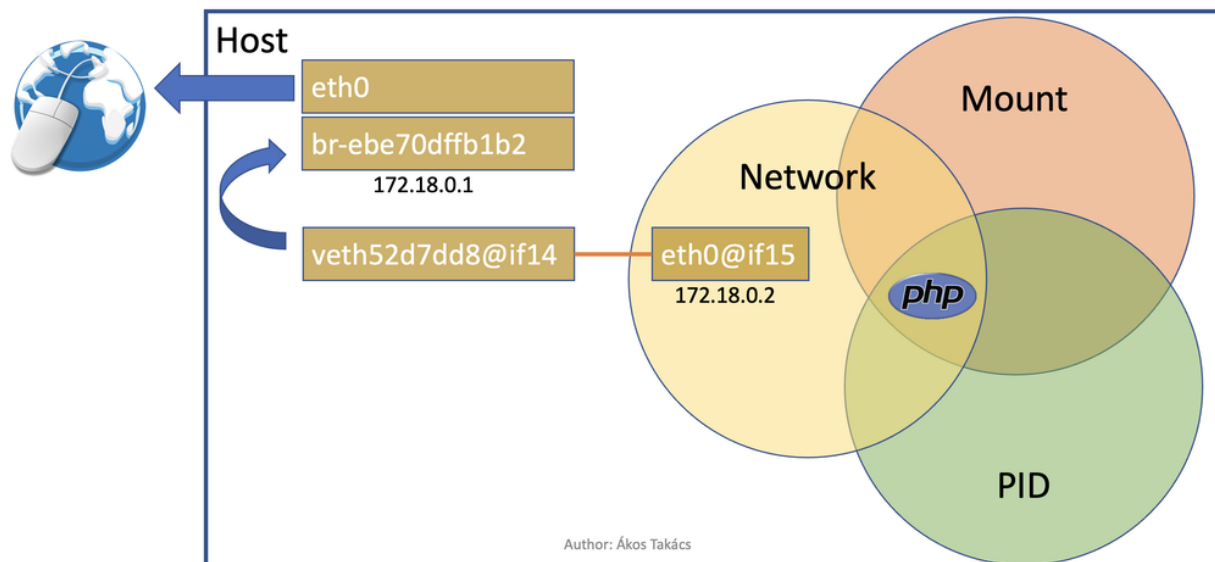 Host
eth0
br-ebe70dffb1b2
172.18.0.1
veth52d7dd8@if14
eth0@if15
172.18.0.2
Network
Mount
php
PID
Author: Ákos Takács